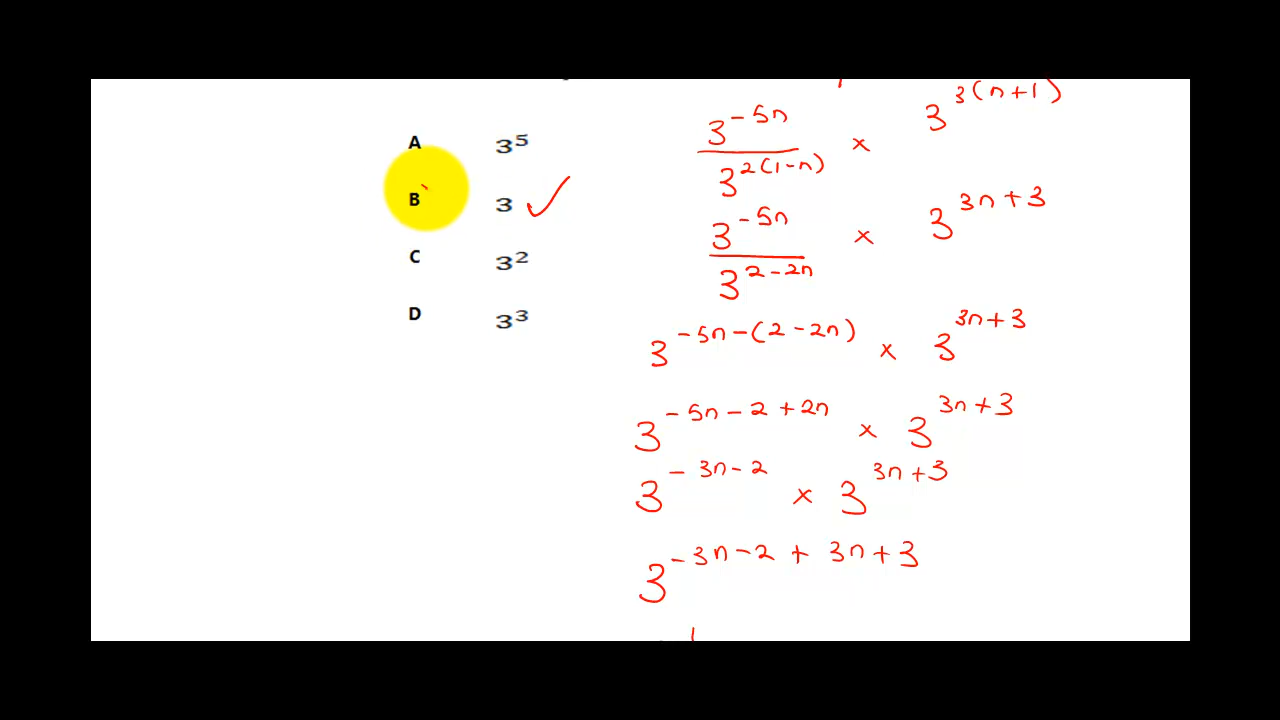 A 3^5
B 3 ✓
C 3^2
D 3^3
3^{-5n} / 3^{2(1-n)} × 3^{3(n+1)}
3^{-5n} / 3^{2-2n} × 3^{3n+3}
3^{-5n-(2-2n)} × 3^{3n+3}
3^{-5n-2+2n} × 3^{3n+3}
3^{-3n-2} × 3^{3n+3}
3^{-3n-2+3n+3}